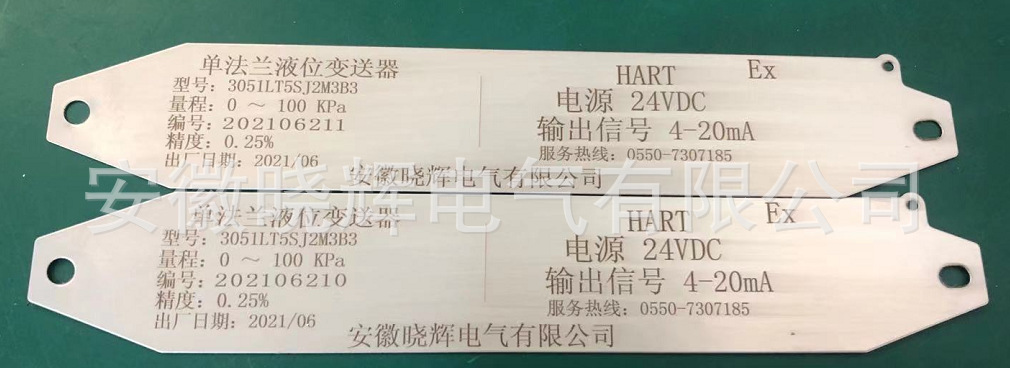 单法兰液位变送器
型号：3051LT5SJ2M3B3
量程：0 ～ 100 KPa
编号：202106211
精度：0.25%
出厂日期：2021/06
HART Ex
电源 24VDC
输出信号 4-20mA
服务热线：0550-7307185
安徽晓辉电气有限公司
安徽晓辉电气有限公司
单法兰液位变送器
型号：3051LT5SJ2M3B3
量程：0 ～ 100 KPa
编号：202106210
精度：0.25%
出厂日期：2021/06
HART Ex
电源 24VDC
输出信号 4-20mA
服务热线：0550-7307185
安徽晓辉电气有限公司